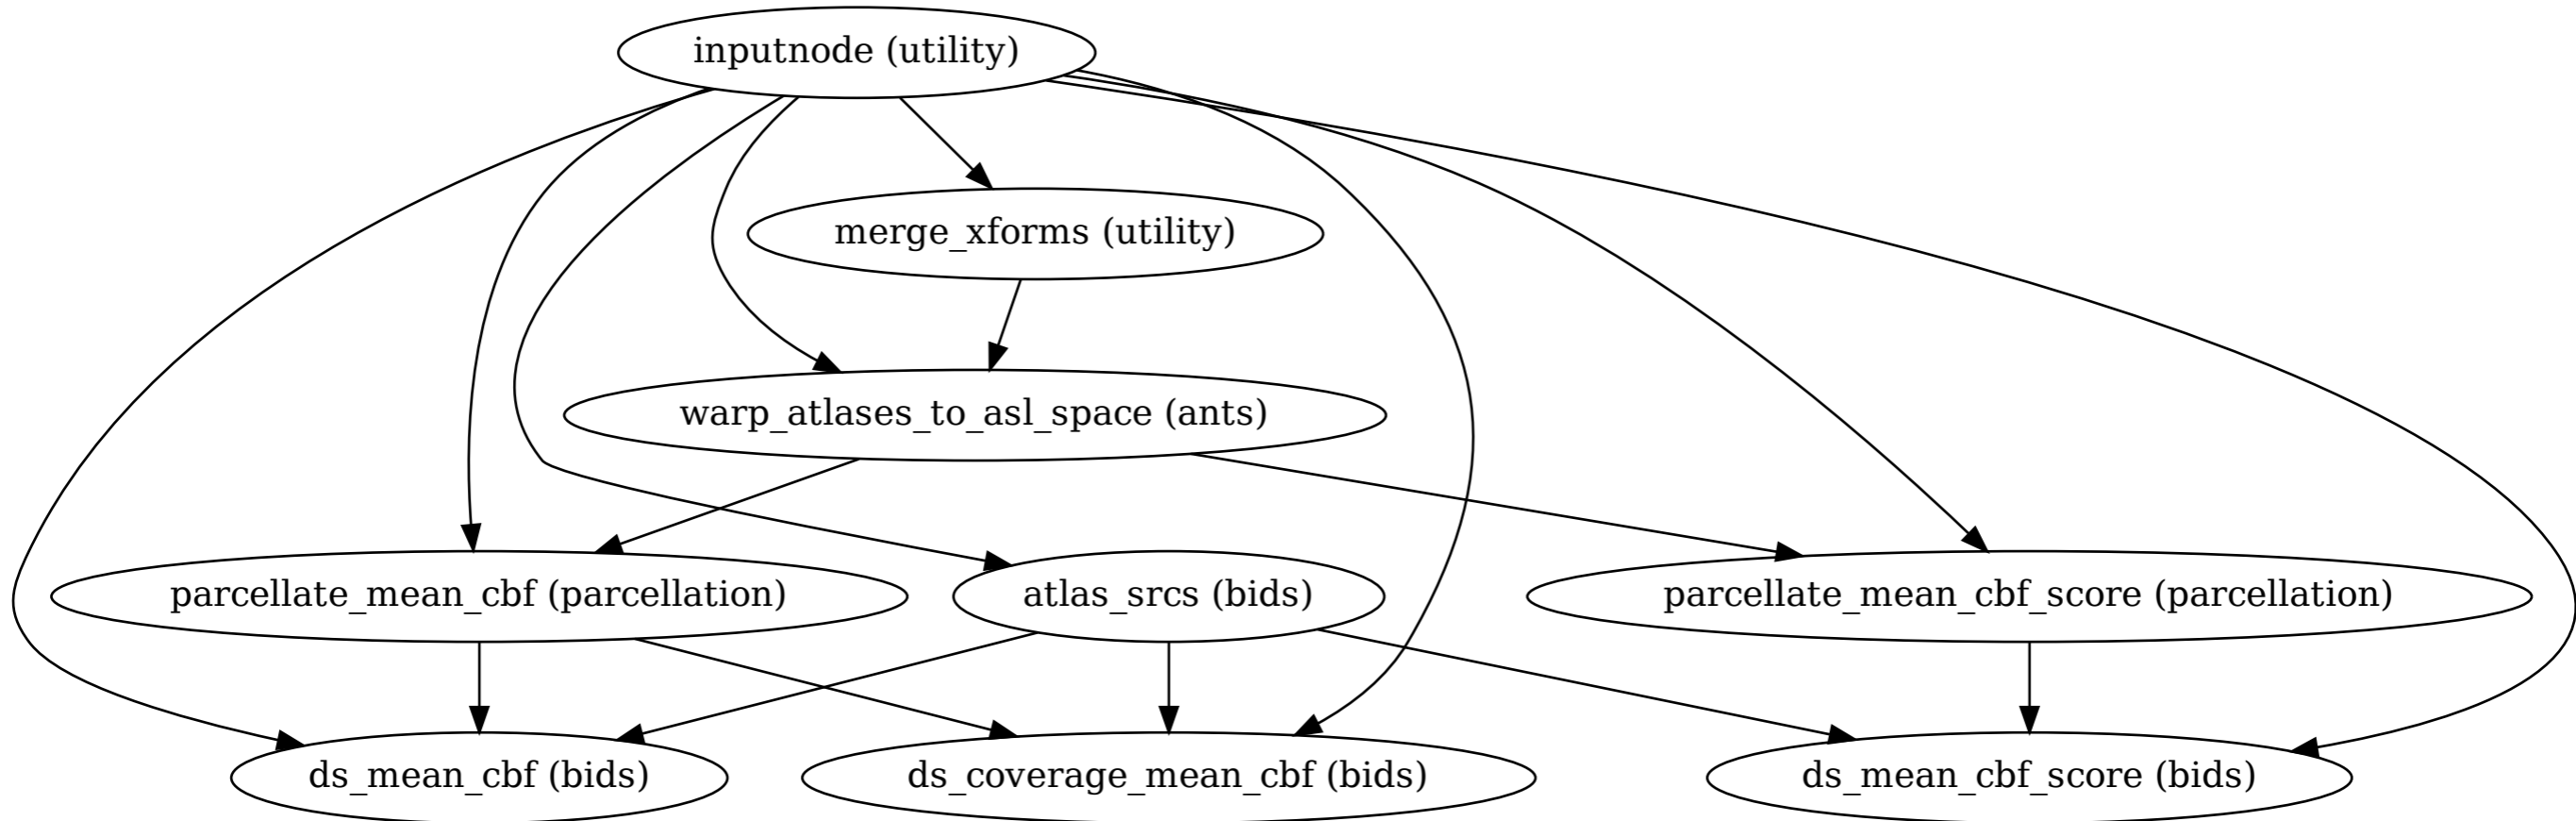 inputnode (utility)
merge_xforms (utility)
warp_atlases_to_asl_space (ants)
parcellate_mean_cbf (parcellation)
atlas_srcs (bids)
parcellate_mean_cbf_score (parcellation)
ds_mean_cbf (bids)
ds_coverage_mean_cbf (bids)
ds_mean_cbf_score (bids)